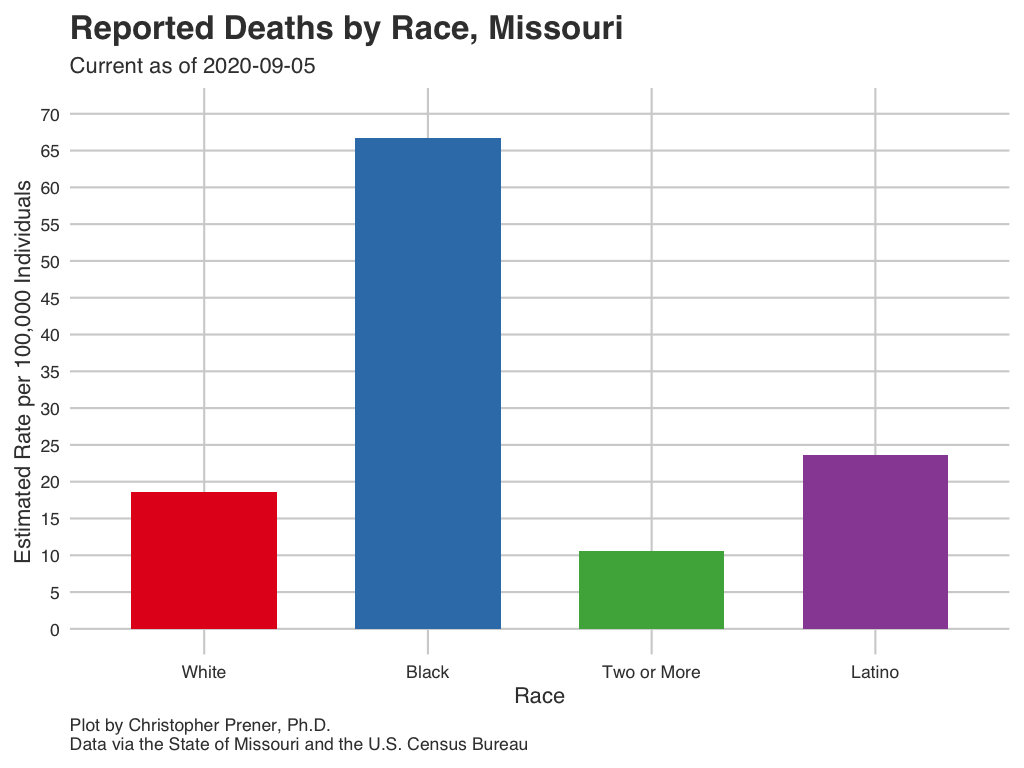 Reported Deaths by Race, Missouri
Current as of 2020-09-05
Estimated Rate per 100,000 Individuals
70
65
60
55
50
45
40
35
30
25
20
15
10
5
0
White Black Two or More Latino
Race
Plot by Christopher Prener, Ph.D.
Data via the State of Missouri and the U.S. Census Bureau